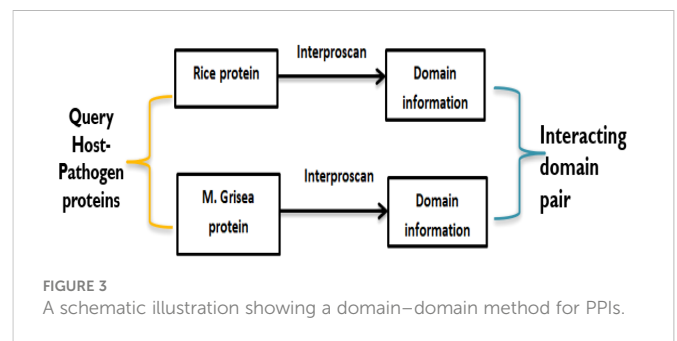 Query
Host-
Pathogen
proteins
Rice protein
Interproscan
Domain
information
M. Grisea
protein
Interproscan
Domain
information
Interacting
domain
pair
FIGURE 3
A schematic illustration showing a domain–domain method for PPIs.